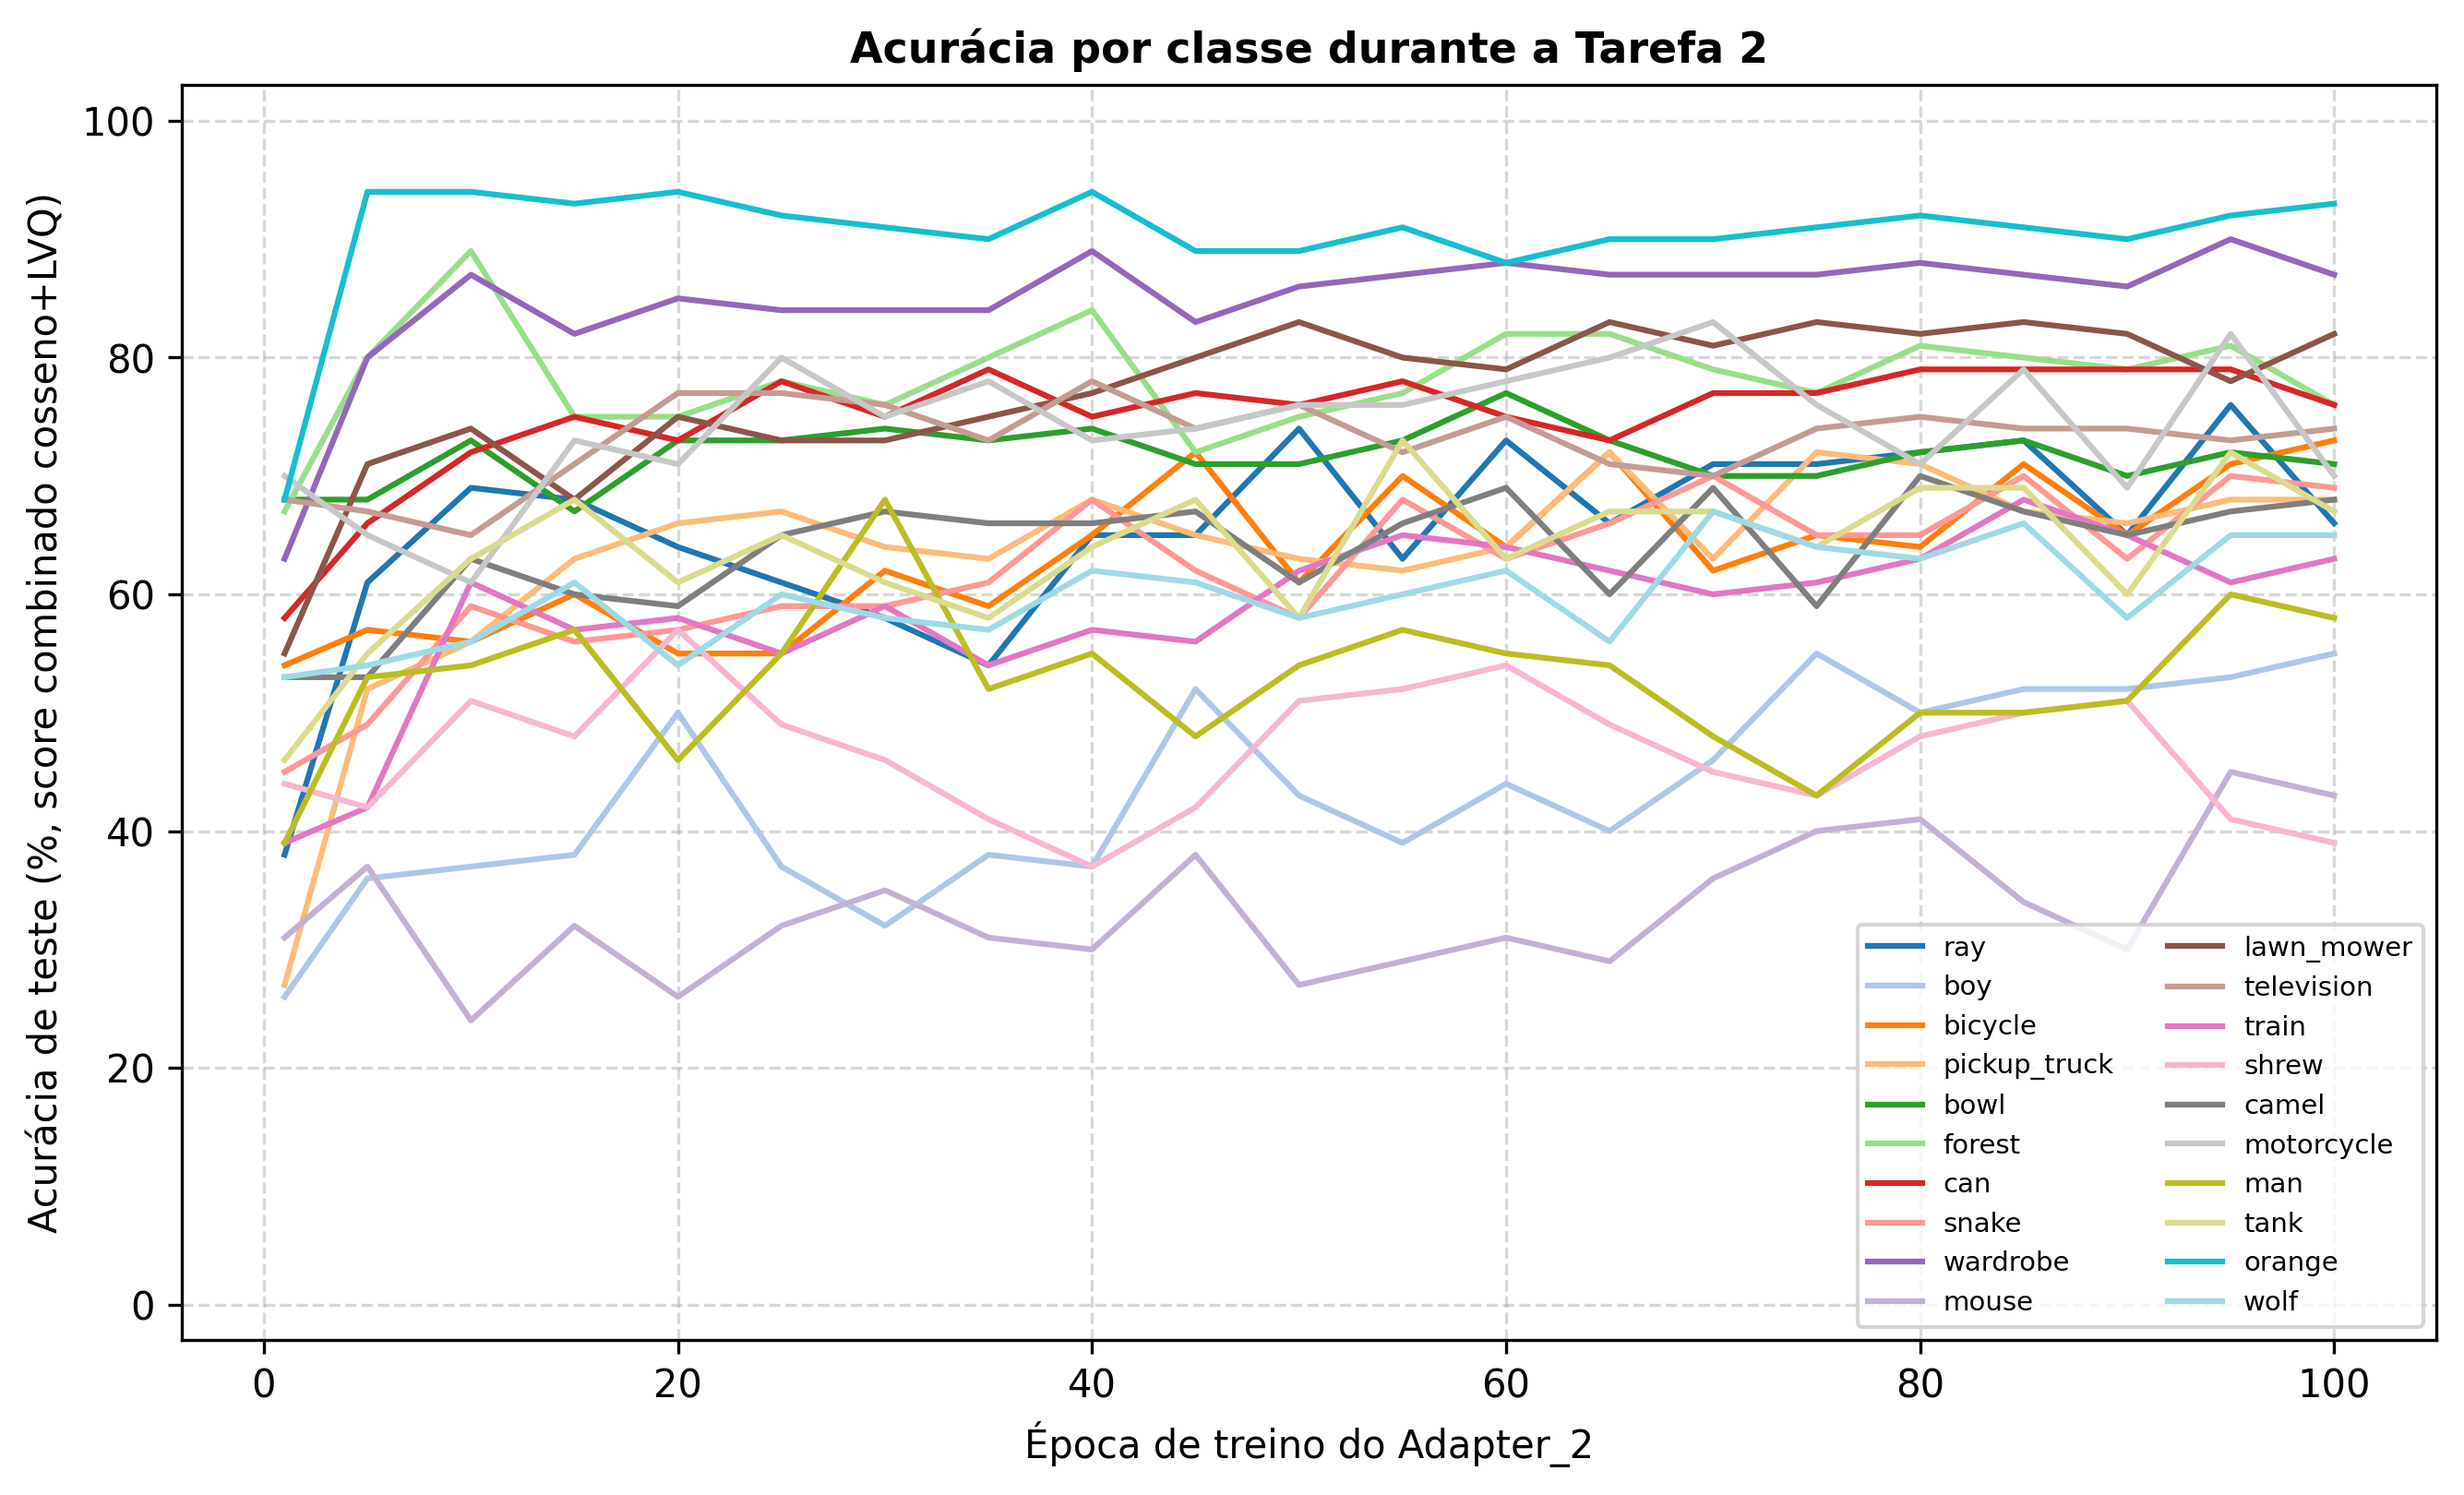 Acurácia por classe durante a Tarefa 2
Acurácia de teste (%, score combinado cosseno+LVQ)
100
80
60
40
20
0
0 20 40 60 80 100
Época de treino do Adapter_2
ray
boy
bicycle
pickup_truck
bowl
forest
can
snake
wardrobe
mouse
lawn_mower
television
train
shrew
camel
motorcycle
man
tank
orange
wolf